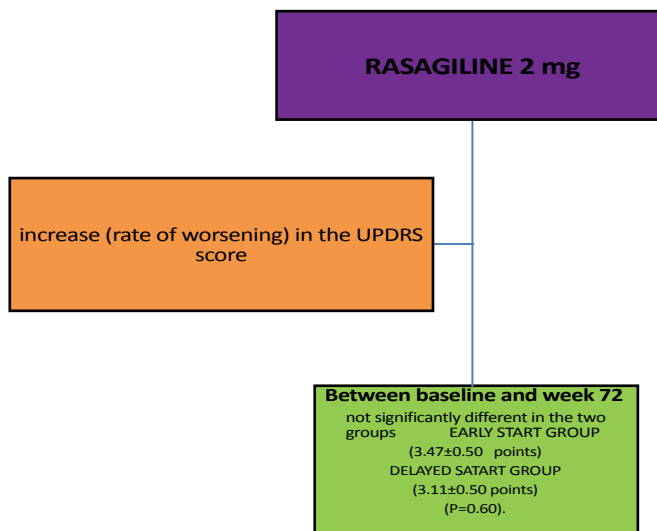 RASAGILINE 2 mg
increase (rate of worsening) in the UPDRS
score
Between baseline and week 72
not significantly different in the two
groups EARLY START GROUP
(3.47±0.50 points)
DELAYED SATART GROUP
(3.11±0.50 points)
(P=0.60).